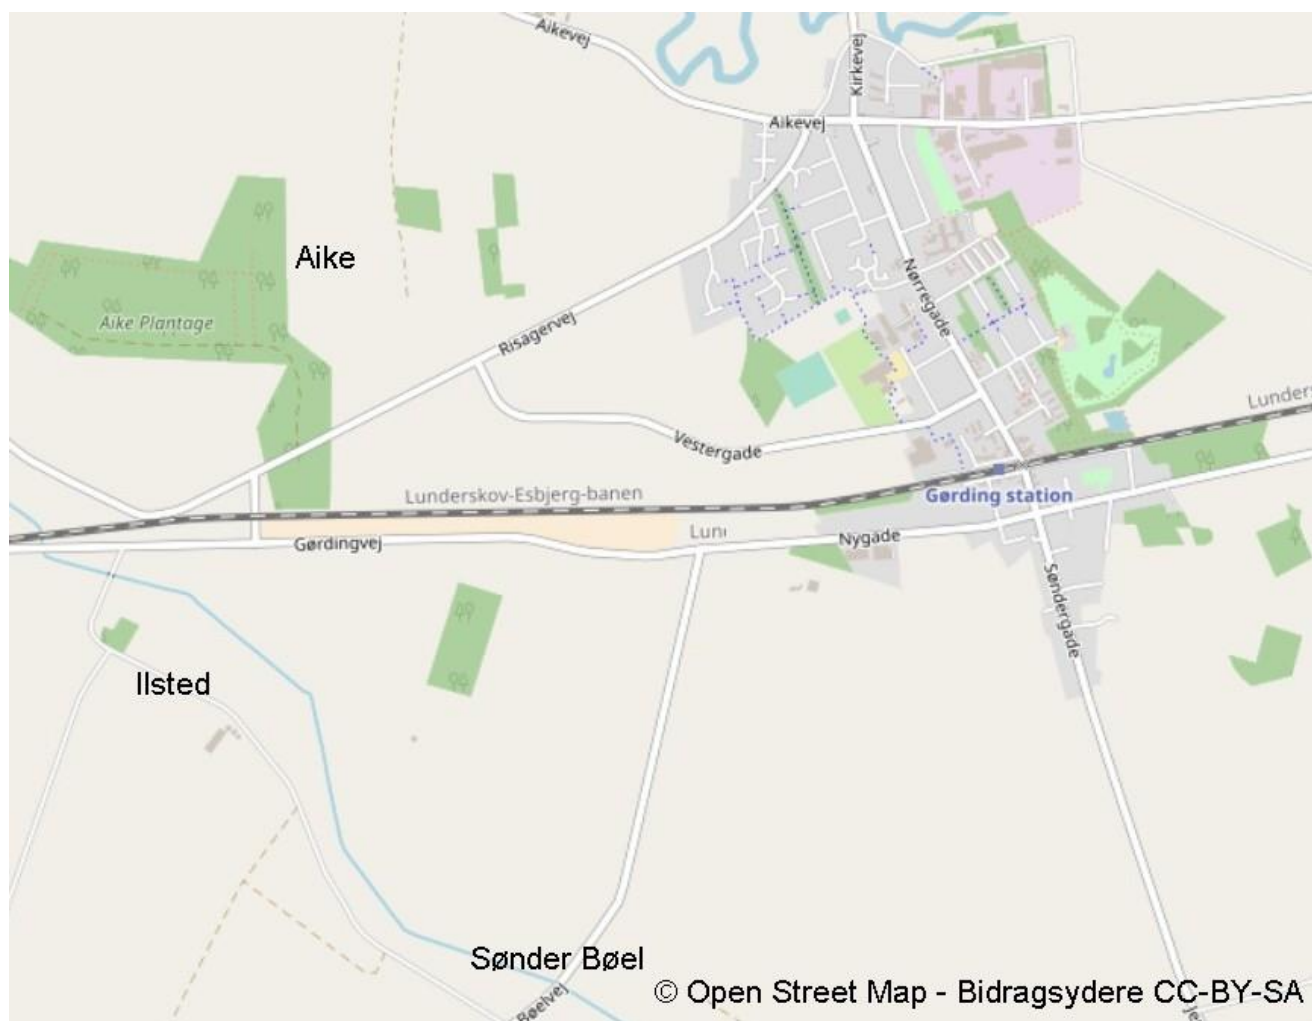 Aikevej
Kirkevej
Aikevej
Aike
Nørregade
Aike Plantage
Risagervej
Vestergade
Lunderskov-Esbjerg-banen
Gørding station
Gørdingvej
Nygade
Søndergade
Ilsted
Sønder Bøel
Bøelvej
© Open Street Map - Bidragsydere CC-BY-SA